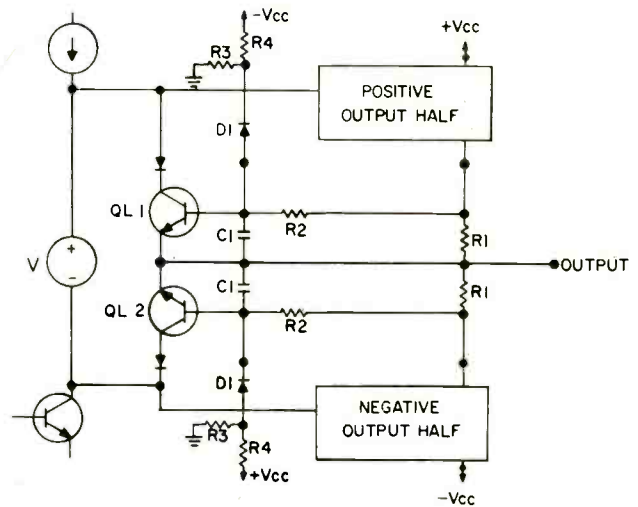 -Vcc
R3
R4
+Vcc
POSITIVE
OUTPUT HALF
D1
QL 1
R2
C1
R1
V
+
-
OUTPUT
C1
R1
QL 2
R2
D1
NEGATIVE
OUTPUT HALF
R3
R4
+Vcc
-Vcc